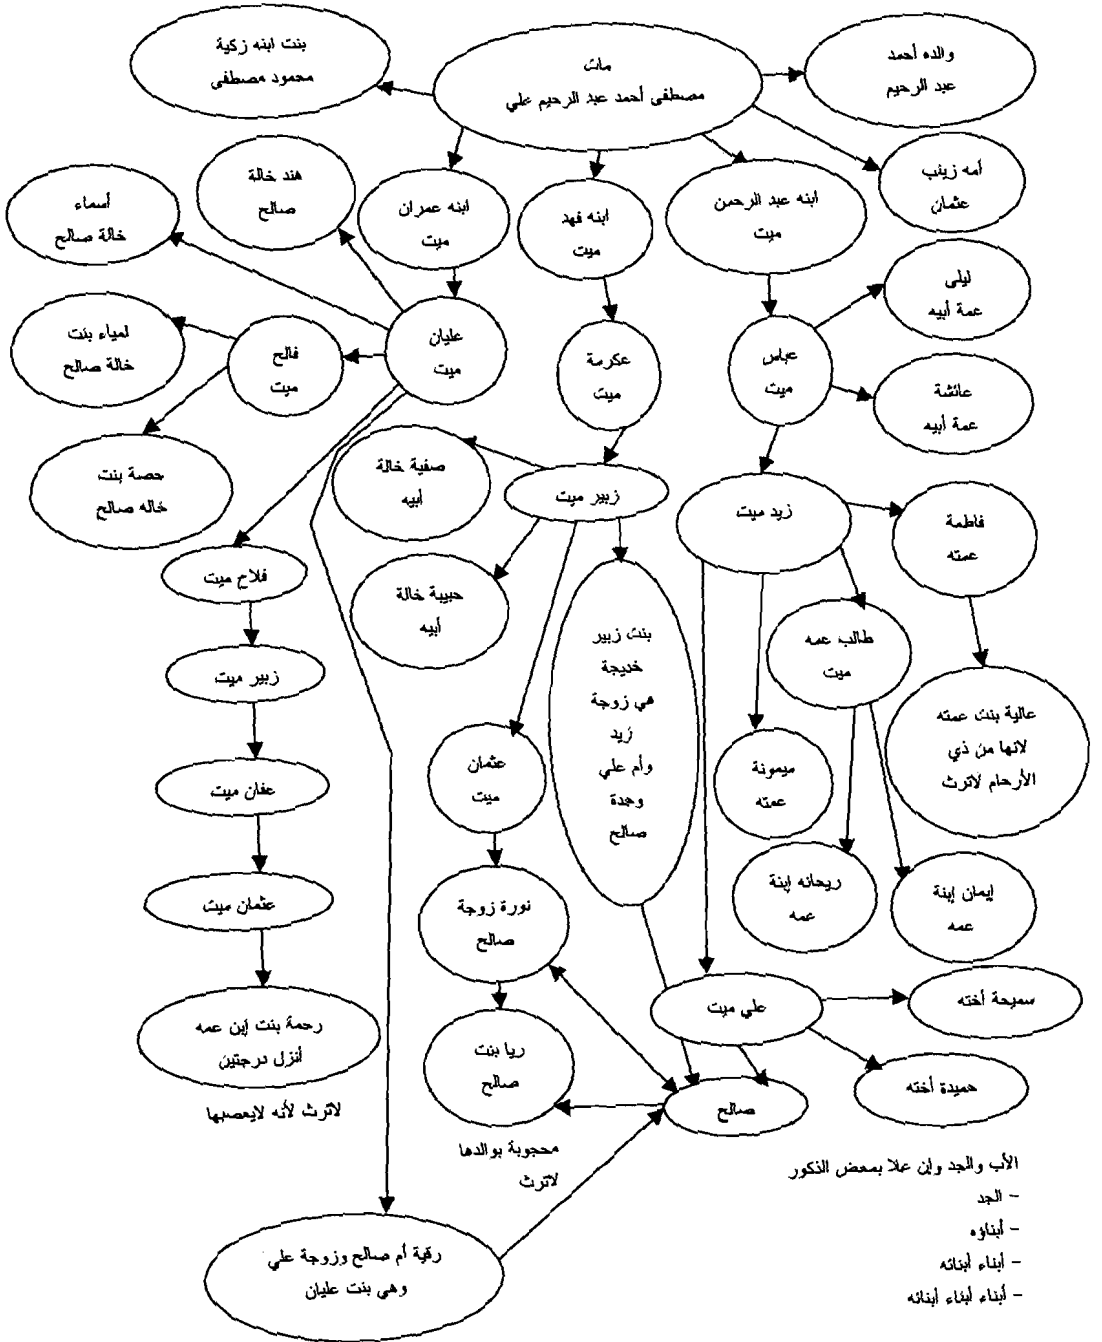 مات
مصطفى أحمد عبد الرحيم علي
والده أحمد
عبد الرحيم
بنت ابنه زكية
محمود مصطفى
أمه زينب
عثمان
ابنه عبد الرحمن
ميت
ابنه فهد
ميت
ابنه عمران
ميت
هند خالة
صالح
أسماء
خالة صالح
ليلى
عمة أبيه
عباس
ميت
عكرمة
ميت
عليان
ميت
فالح
ميت
لمياء بنت
خالة صالح
عائشة
عمة أبيه
صفية خالة
أبيه
حصة بنت
خاله صالح
زبير ميت
زيد ميت
فاطمة
عمته
فلاح ميت
حبيبة خالة
أبيه
بنت زبير
خديجة
هي زوجة
زيد
وأم علي
وجدة
صالح
طالب عمه
ميت
زبير ميت
عالية بنت عمته
لانها من ذي
الأرحام لاترث
عثمان
ميت
ميمونة
عمته
عفان ميت
عثمان ميت
نورة زوجة
صالح
ريحانه إبنة
عمه
إيمان إبنة
عمه
علي ميت
سميحة أخته
رحمة بنت إبن عمه
أنزل درجتين
لاترث لأنه لايعصبها
ريا بنت
صالح
محجوبة بوالدها
لاترث
صالح
حميدة أخته
رقية أم صالح وزوجة علي
وهي بنت عليان
الأب والجد وإن علا بمعض الذكور
- الجد
- أبناؤه
- أبناء أبنائه
- أبناء أبناء أبنائه